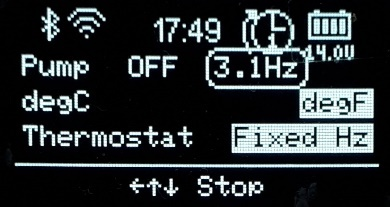 17:49
14.0V
Pump OFF 3.1Hz
degC degF
Thermostat Fixed Hz
←↑↓ Stop